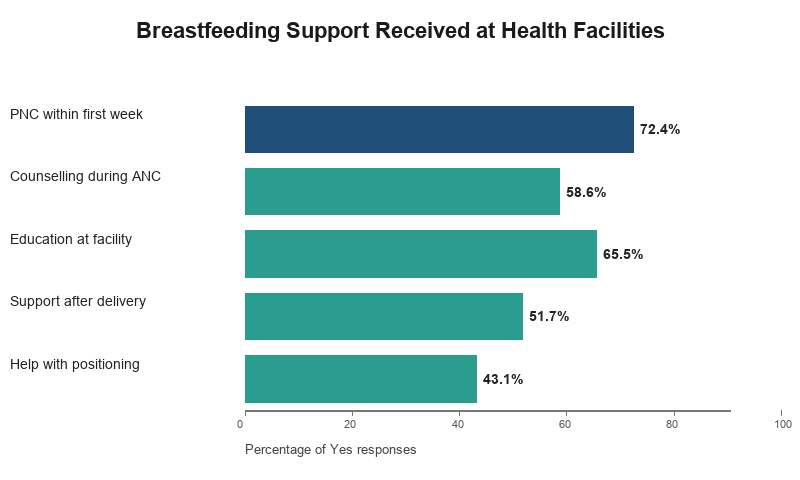 Breastfeeding Support Received at Health Facilities
PNC within first week
72.4%
Counselling during ANC
58.6%
Education at facility
65.5%
Support after delivery
51.7%
Help with positioning
43.1%
0 20 40 60 80 100
Percentage of Yes responses